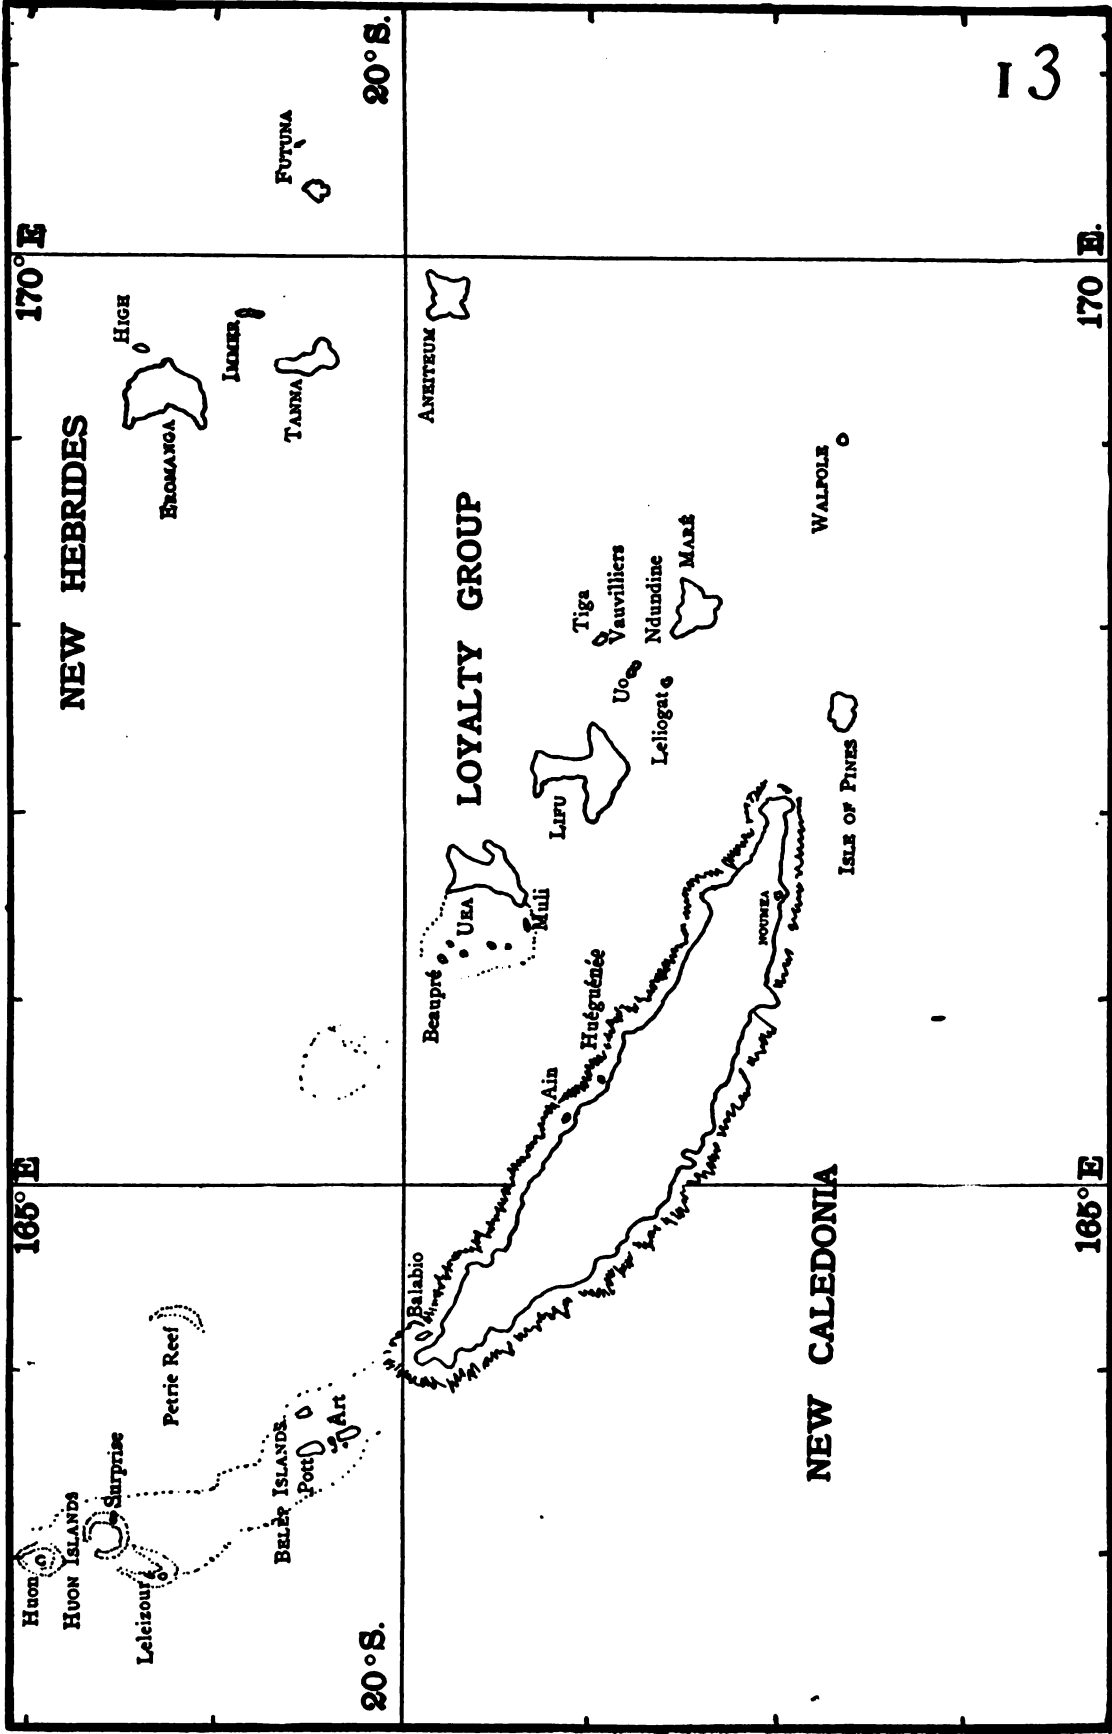 165° E
170° E
Huon
HUON ISLANDS
Surprise
Leleizour
Petrie Reef
NEW HEBRIDES
HIGH
EROMANGA
IMMER
TANNA
FUTUNA
BELEP ISLANDS
Pott
Art
20° S.
20° S.
Balabio
Beaupré
UEA
Muli
LOYALTY GROUP
ANEITEUM
Ain
Huéguénée
LIFU
Tiga
Vauvilliers
Uo
Ndundine
Leliogat
MARÉ
NOUMEA
WALPOLE
ISLE OF PINES
NEW CALEDONIA
165° E
170 E.
13